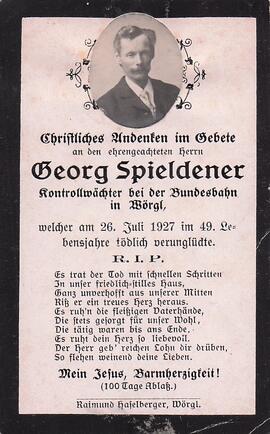 Christliches Andenken im Gebete
an den ehrengeachteten Herrn
Georg Spieldener
Kontrollwächter bei der Bundesbahn
in Wörgl,
welcher am 26. Juli 1927 im 49. Le-
bensjahre tödlich verunglückte.
R. I. P.
Es trat der Tod mit schnellen Schritten
In unser friedlich-stilles Haus,
Ganz unverhofft aus unserer Mitten
Riß er ein treues Herz heraus.
Es ruh'n die fleißigen Vaterhände,
Die stets gesorgt für unser Wohl,
Die tätig waren bis ans Ende,
Es ruht dein Herz so liebevoll.
Der Herr geb' reichen Lohn dir drüben,
So flehen weinend deine Lieben.
Mein Jesus, Barmherzigkeit!
(100 Tage Ablaß.)
Raimund Haselberger, Wörgl.